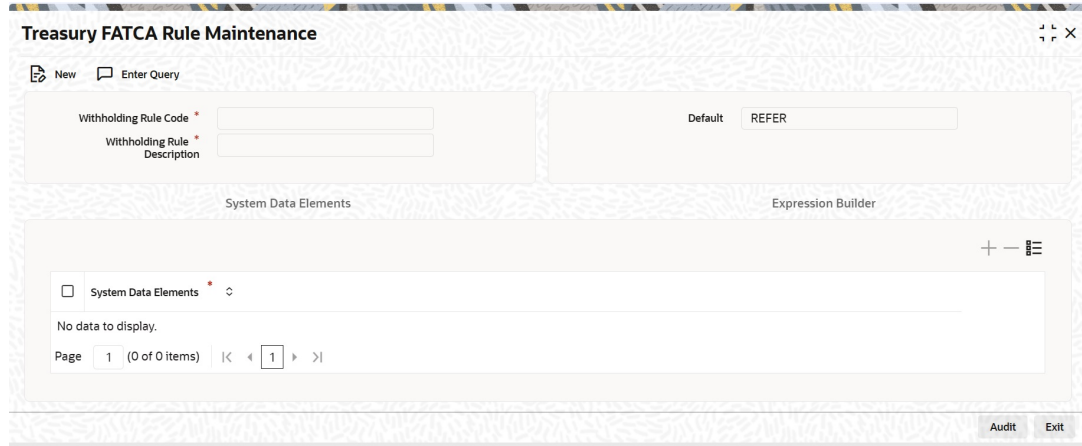 Treasury FATCA Rule Maintenance
New Enter Query
Withholding Rule Code *
Withholding Rule *
Description
Default REFER
System Data Elements Expression Builder
System Data Elements *
No data to display.
Page 1 (0 of 0 items) 1
Audit Exit